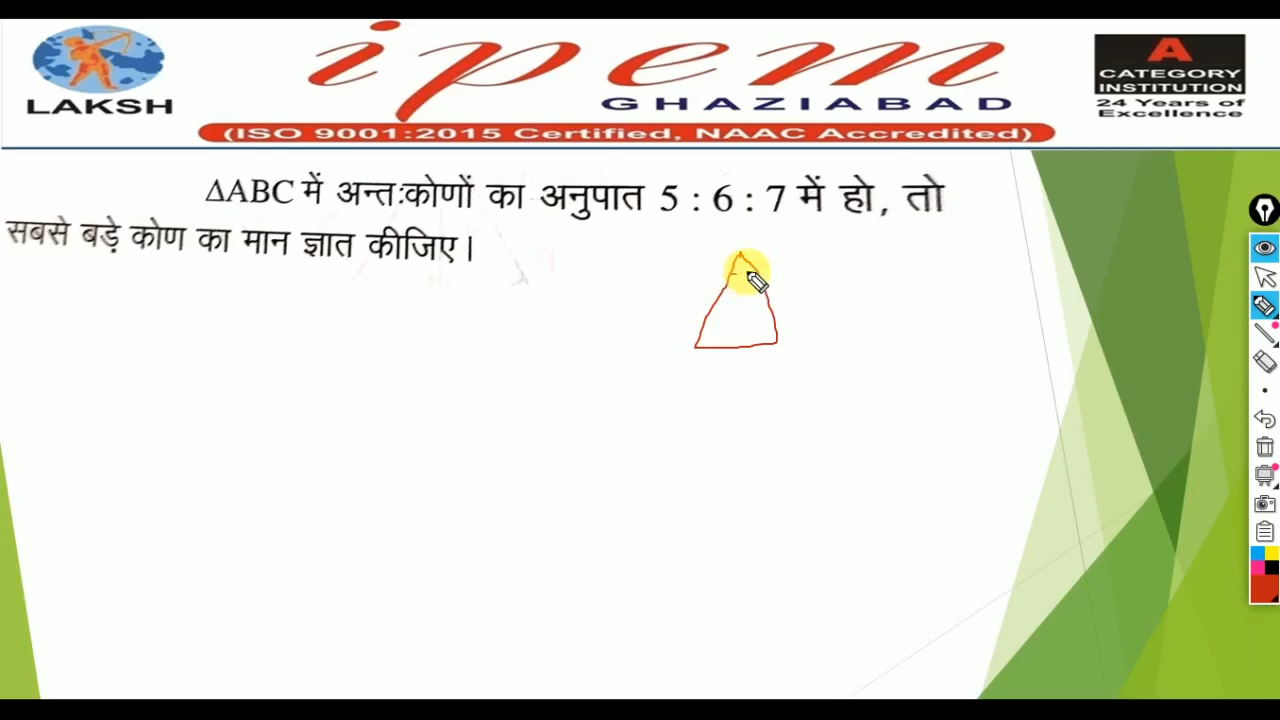 LAKSH
ipem
GHAZIABAD
(ISO 9001:2015 Certified, NAAC Accredited)
A
CATEGORY
INSTITUTION
24 Years of
Excellence
ΔABC में अन्तःकोणों का अनुपात 5 : 6 : 7 में हो, तो
सबसे बड़े कोण का मान ज्ञात कीजिए।